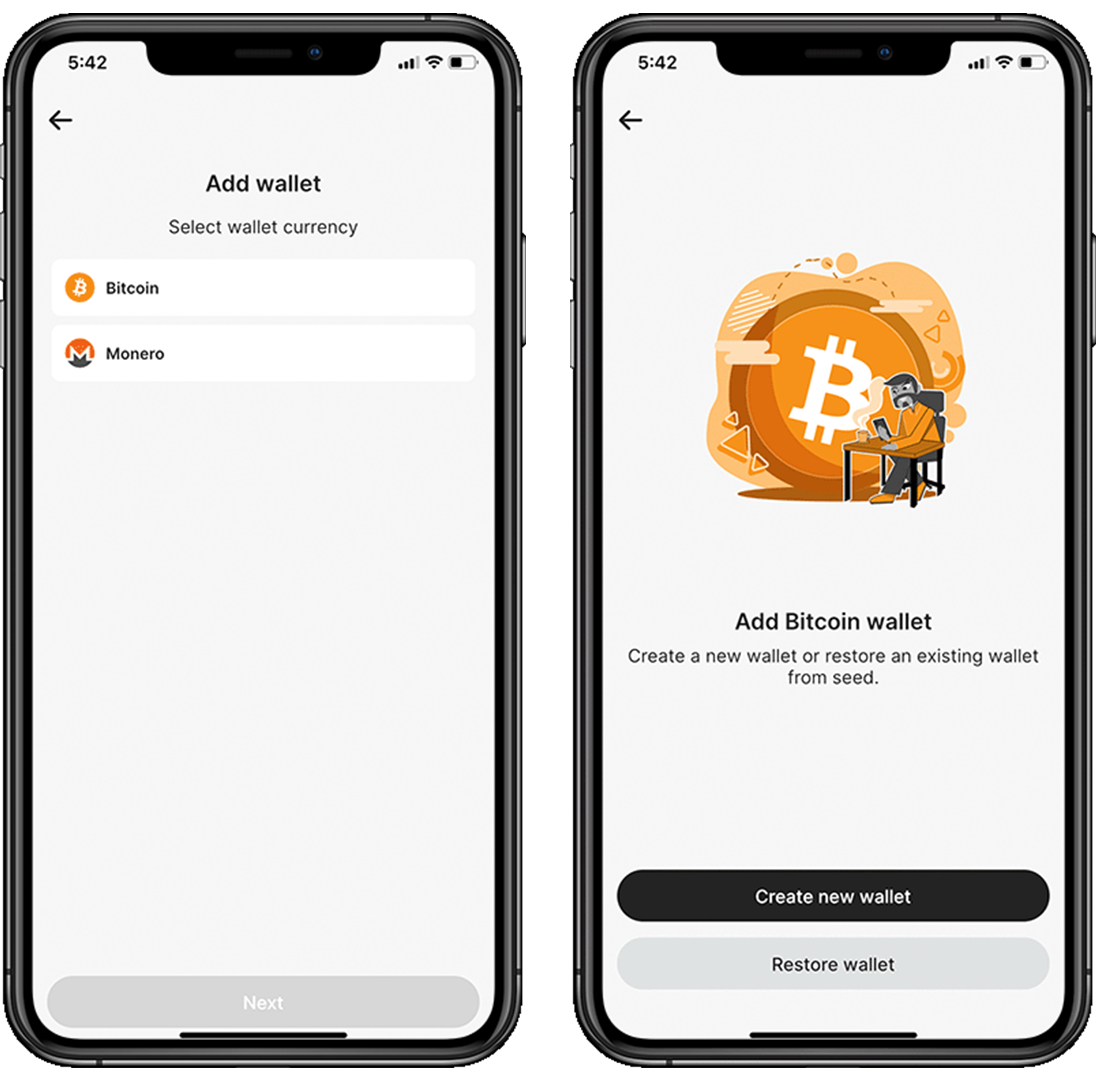 5:42
Add wallet
Select wallet currency
Bitcoin
Monero
Next
5:42
Add Bitcoin wallet
Create a new wallet or restore an existing wallet
from seed.
Create new wallet
Restore wallet